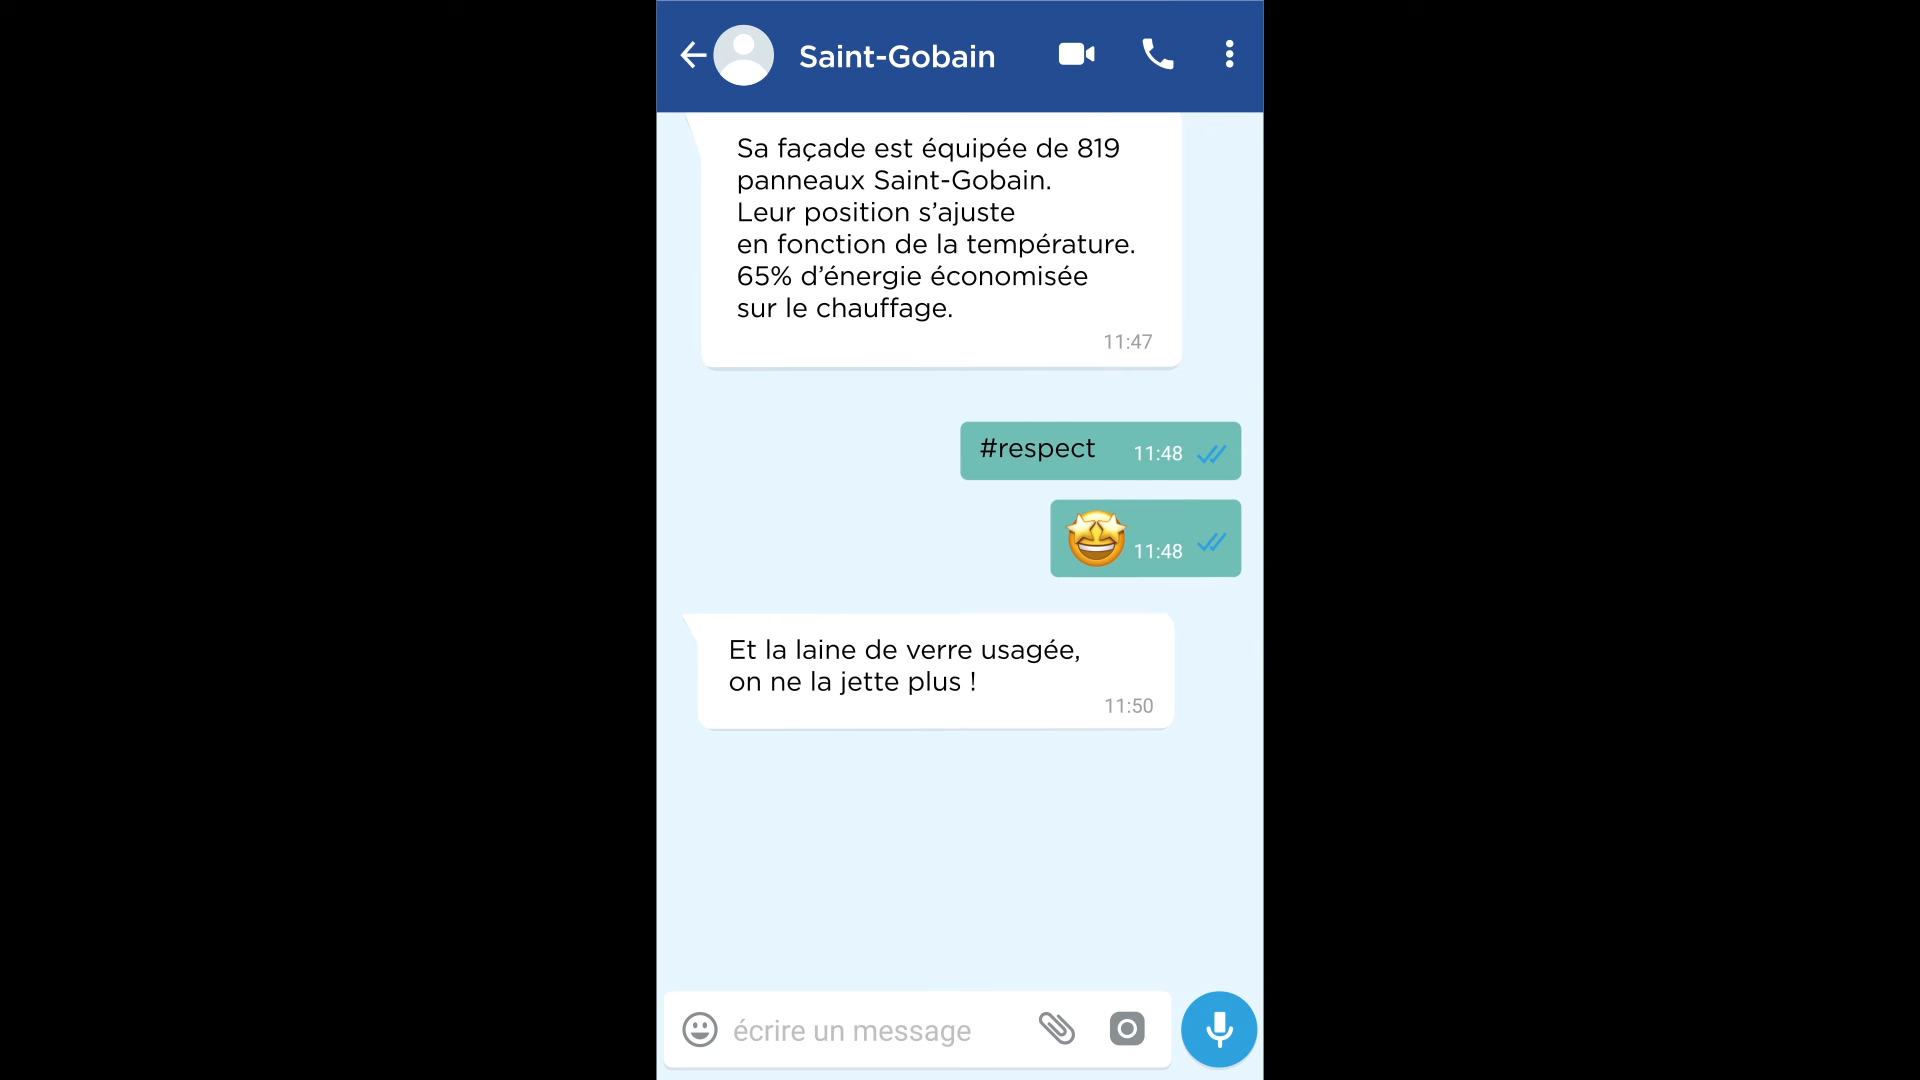 Saint-Gobain
Sa façade est équipée de 819
panneaux Saint-Gobain.
Leur position s’ajuste
en fonction de la température.
65% d’énergie économisée
sur le chauffage.
11:47
#respect 11:48
11:48
Et la laine de verre usagée,
on ne la jette plus !
11:50
écrire un message